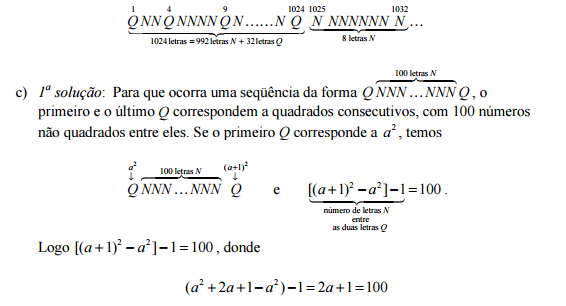 1 4 9 1024 1025 1032
QNNQNNNNQN……NQ NNNNNNNN…
1024 letras = 992 letras N + 32 letras Q 8 letras N
100 letras N
c) 1ª solução: Para que ocorra uma seqüência da forma QNNN…NNNQ, o
primeiro e o último Q correspondem a quadrados consecutivos, com 100 números
não quadrados entre eles. Se o primeiro Q corresponde a a², temos
a² 100 letras N (a+1)²
↓ ↓
QNNN…NNN Q e [(a+1)²−a²]−1=100.
número de letras N
entre
as duas letras Q
Logo [(a+1)²−a²]−1=100, donde
(a²+2a+1−a²)−1=2a+1=100